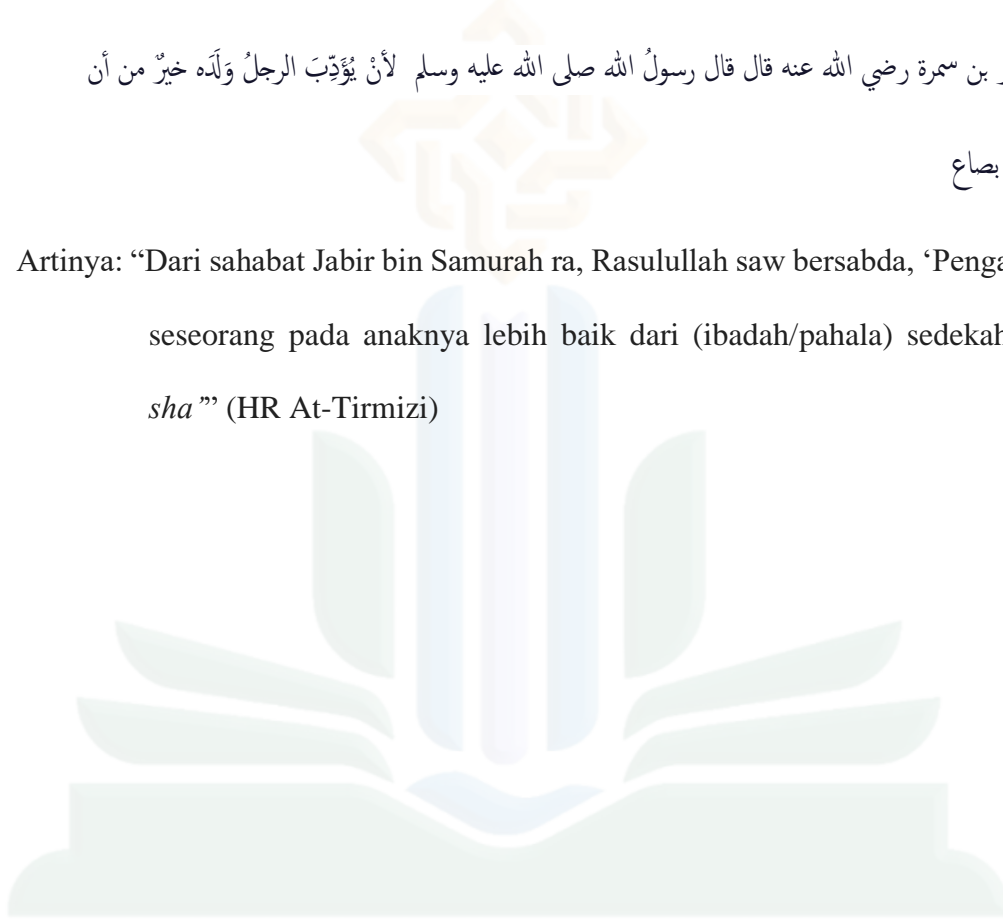 بن سمرة رضي الله عنه قال قال رسولُ الله صلى الله عليه وسلم لأنْ يُؤَدِّبَ الرجلُ وَلَدَه خيرٌ من أن
بصاع
Artinya: “Dari sahabat Jabir bin Samurah ra, Rasulullah saw bersabda, ‘Penga
seseorang pada anaknya lebih baik dari (ibadah/pahala) sedekah
sha’” (HR At-Tirmizi)